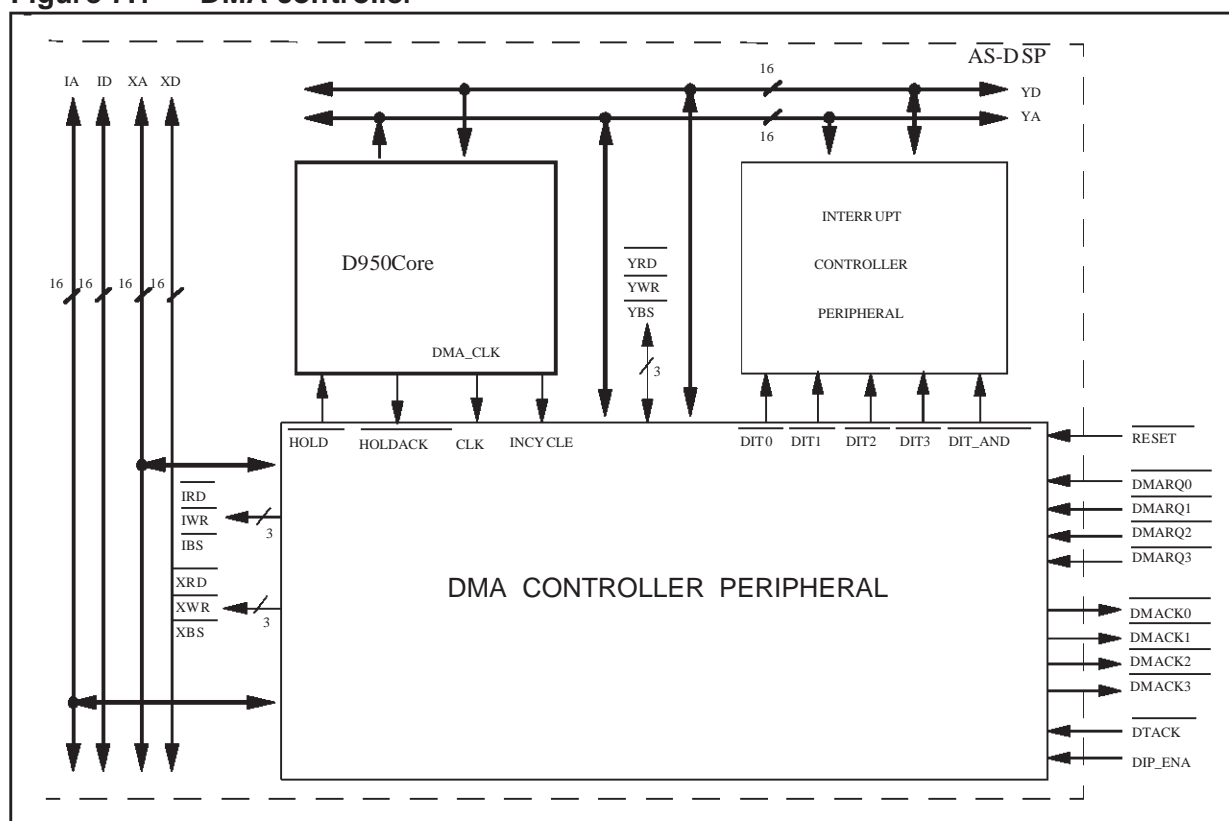 Figure 7.1 DMA controller
AS-DSP
IA ID XA XD
16
YD
YA
16
INTERRUPT
CONTROLLER
PERIPHERAL
D950Core
YRD
YWR
YBS
16 16 16 16
DMA_CLK
3
HOLD HOLDACK CLK INCYCLE DIT0 DIT1 DIT2 DIT3 DIT_AND
RESET
IRD
IWR
IBS
3
DMARQ0
DMARQ1
DMARQ2
DMARQ3
XRD
XWR
XBS
3
DMA CONTROLLER PERIPHERAL
DMACK0
DMACK1
DMACK2
DMACK3
DTACK
DIP_ENA